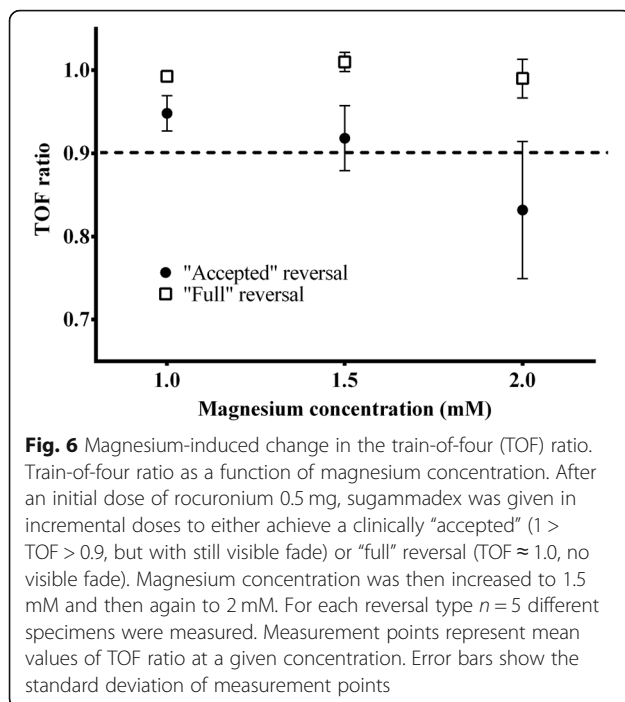 1.0
0.9
0.8
0.7
TOF ratio
"Accepted" reversal
"Full" reversal
1.0 1.5 2.0
Magnesium concentration (mM)
Fig. 6 Magnesium-induced change in the train-of-four (TOF) ratio.
Train-of-four ratio as a function of magnesium concentration. After
an initial dose of rocuronium 0.5 mg, sugammadex was given in
incremental doses to either achieve a clinically “accepted” (1 >
TOF > 0.9, but with still visible fade) or “full” reversal (TOF ≈ 1.0, no
visible fade). Magnesium concentration was then increased to 1.5
mM and then again to 2 mM. For each reversal type n = 5 different
specimens were measured. Measurement points represent mean
values of TOF ratio at a given concentration. Error bars show the
standard deviation of measurement points